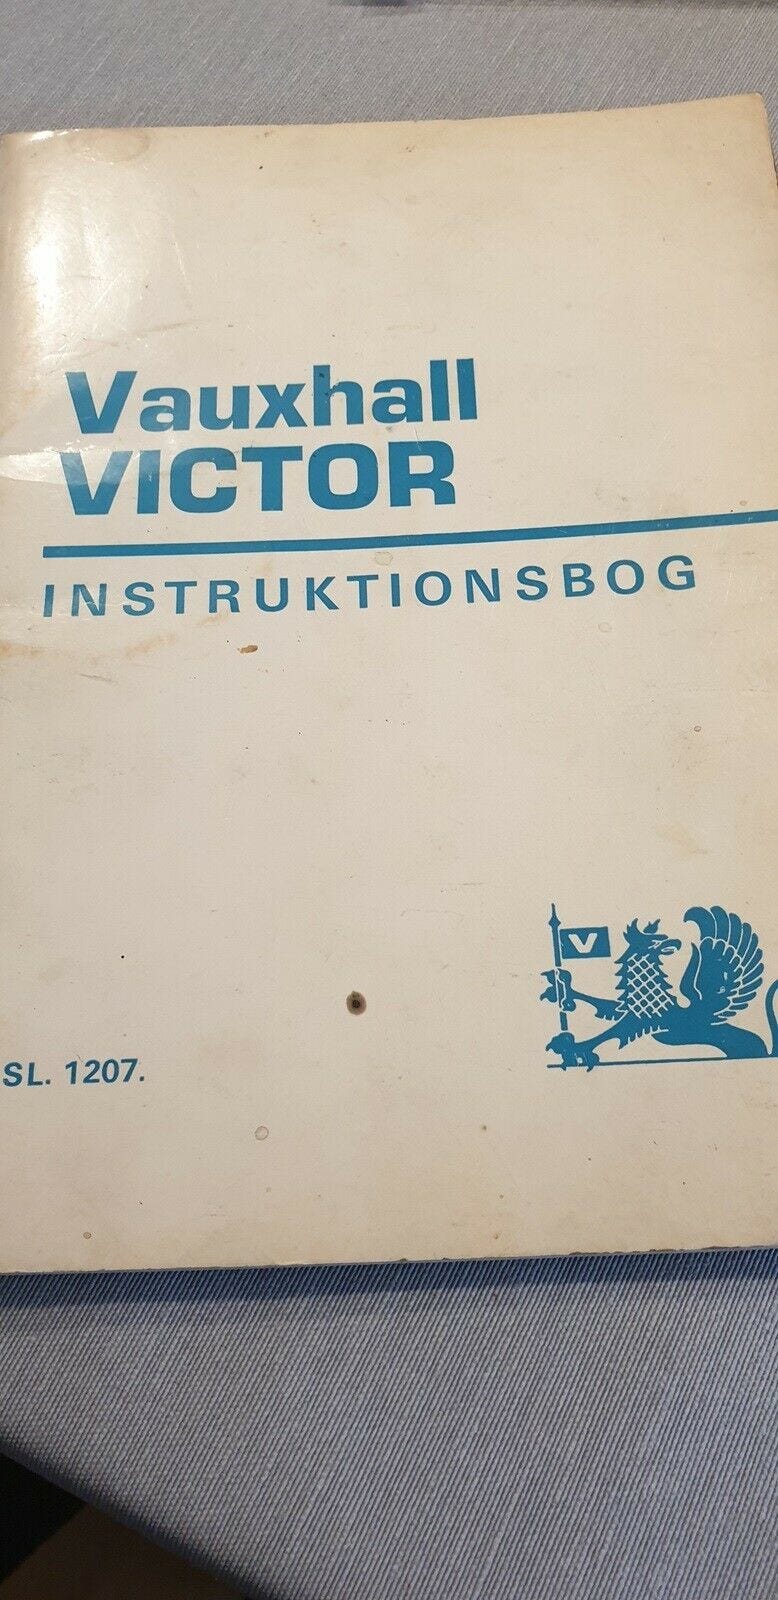 Vauxhall
VICTOR
INSTRUKTIONSBOG
V
SL. 1207.